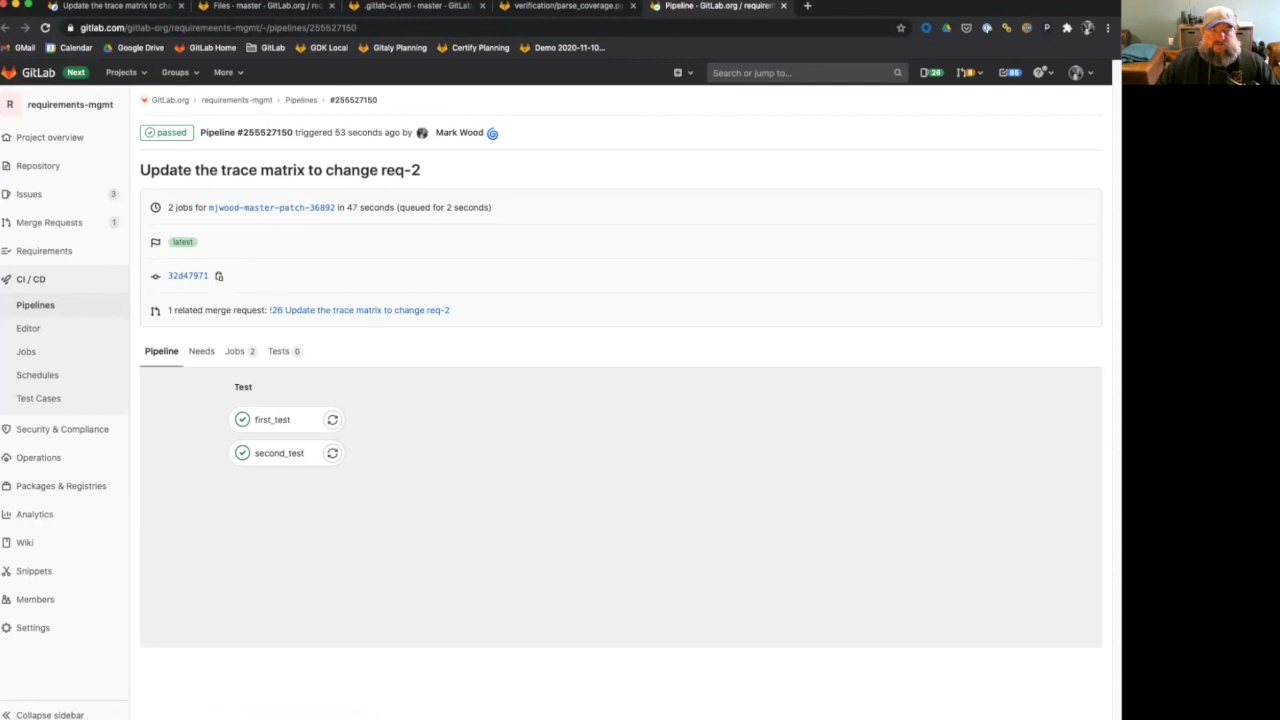 Update the trace matrix to ch
Files · master · GitLab.org / req
.gitlab-ci.yml · master · GitLab
verification/parse_coverage.py
Pipeline · GitLab.org / requirem
gitlab.com/gitlab-org/requiremeents-mgmt/-/pipelines/255527150
GMail
Calendar
Google Drive
GitLab Home
GitLab
GDK Local
Gitaly Planning
Certify Planning
Demo 2020-11-10...
GitLab
Next
Projects
Groups
More
Search or jump to...
26
8
85
R requirements-mgmt
Project overview
Repository
Issues 3
Merge Requests 1
Requirements
CI / CD
Pipelines
Editor
Jobs
Schedules
Test Cases
Security & Compliance
Operations
Packages & Registries
Analytics
Wiki
Snippets
Members
Settings
Collapse sidebar
GitLab.org › requirements-mgmt › Pipelines › #255527150
passed Pipeline #255527150 triggered 53 seconds ago by Mark Wood
Update the trace matrix to change req-2
2 jobs for mjwood-master-patch-36892 in 47 seconds (queued for 2 seconds)
latest
32d47971
1 related merge request: !26 Update the trace matrix to change req-2
Pipeline Needs Jobs 2 Tests 0
Test
first_test
second_test